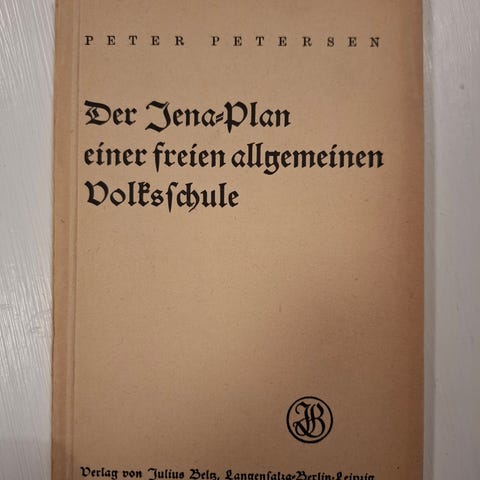 PETER PETERSEN
Der Jena-Plan
einer freien allgemeinen
Volksschule
JB
Verlag von Julius Beltz, Langensalza-Berlin-Leipzig